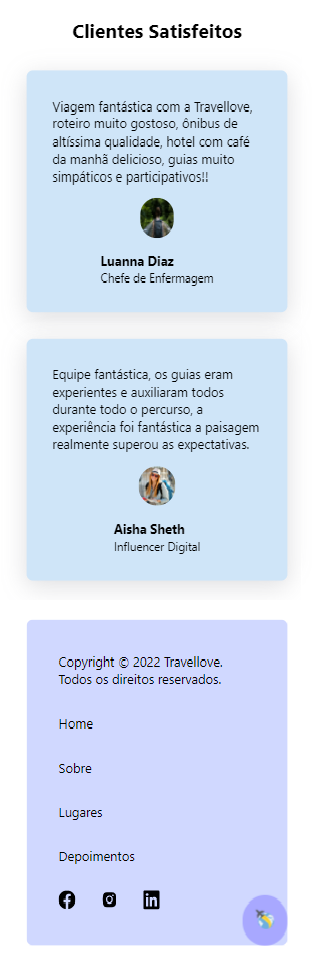 Clientes Satisfeitos
Viagem fantástica com a Travellove,
roteiro muito gostoso, ônibus de
altíssima qualidade, hotel com café
da manhã delicioso, guias muito
simpáticos e participativos!!
Luanna Diaz
Chefe de Enfermagem
Equipe fantástica, os guias eram
experientes e auxiliaram todos
durante todo o percurso, a
experiência foi fantástica a paisagem
realmente superou as expectativas.
Aisha Sheth
Influencer Digital
Copyright © 2022 Travellove.
Todos os direitos reservados.
Home
Sobre
Lugares
Depoimentos